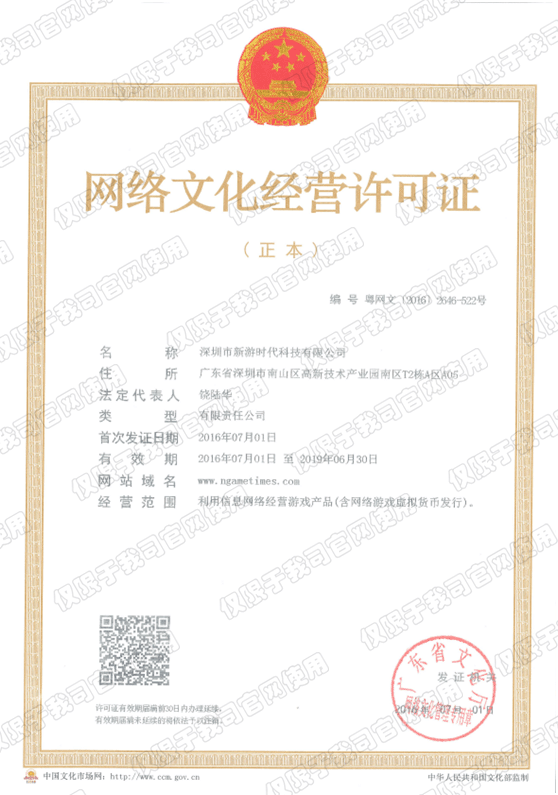 网络文化经营许可证
（正本）
编 号 粤网文〔2016〕2646-522号
名 称 深圳市新游时代科技有限公司
住 所 广东省深圳市南山区高新技术产业园南区T2栋A区A05
法定代表人 饶陆华
类 型 有限责任公司
首次发证日期 2016年07月01日
有 效 期 2016年07月01日 至 2019年06月30日
网站域名 www.ngametimes.com
经营范围 利用信息网络经营游戏产品(含网络游戏虚拟货币发行)。
广东省文化厅
发证机关
2016年 07月 01日
许可证有效期届满前30日内办理延续,
有效期届满未延续的将依法予以注销。
中国文化市场网: http://www.ccm.gov.cn
中华人民共和国文化部监制
仅限于我司官网使用